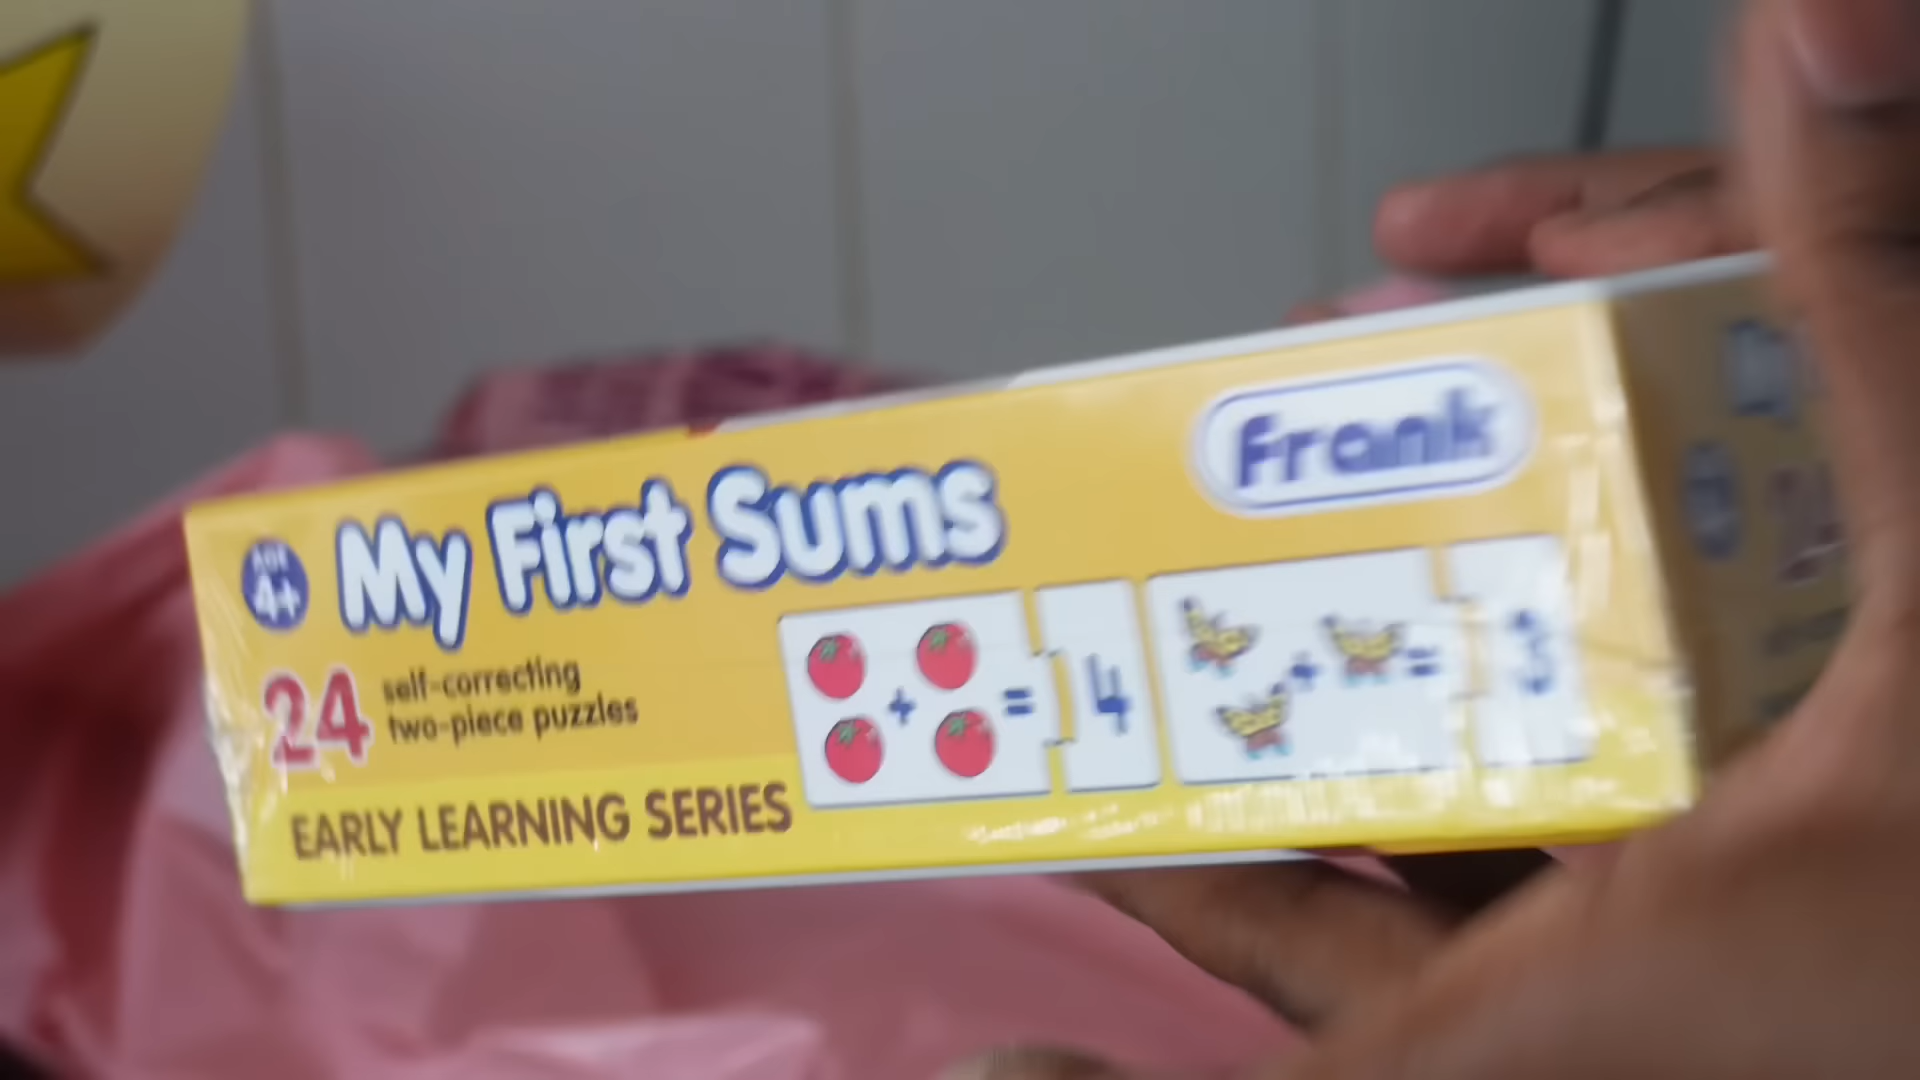 Frank
My First Sums
AGE
4+
24 self-correcting
two-piece puzzles
+ = 4
+ = 3
EARLY LEARNING SERIES